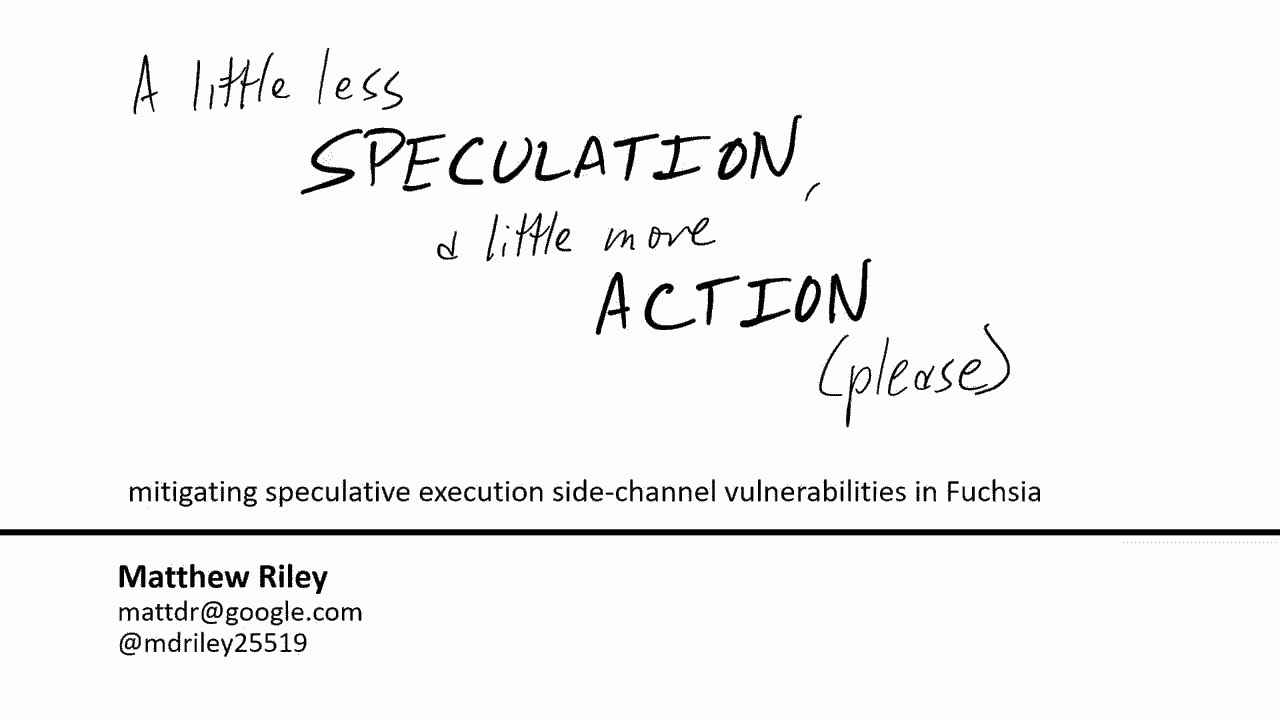 A little less
SPECULATION,
a little more
ACTION
(please)
mitigating speculative execution side-channel vulnerabilities in Fuchsia
Matthew Riley
mattdr@google.com
@mdriley25519